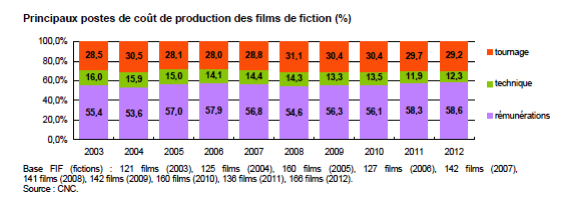 Principaux postes de coût de production des films de fiction (%)
100,0%
80,0%
60,0%
40,0%
20,0%
0,0%
28,5 30,5 28,1 28,0 28,8 31,1 30,4 30,4 29,7 29,2
16,0 15,9 15,0 14,1 14,4 14,3 13,3 13,5 11,9 12,3
55,4 53,6 57,0 57,9 56,8 54,6 56,3 56,1 58,3 58,6
2003 2004 2005 2006 2007 2008 2009 2010 2011 2012
tournage
technique
rémunérations
Base FIF (fictions) : 121 films (2003), 125 films (2004), 160 films (2005), 127 films (2006), 142 films (2007),
141 films (2008), 142 films (2009), 160 films (2010), 136 films (2011), 166 films (2012).
Source : CNC.